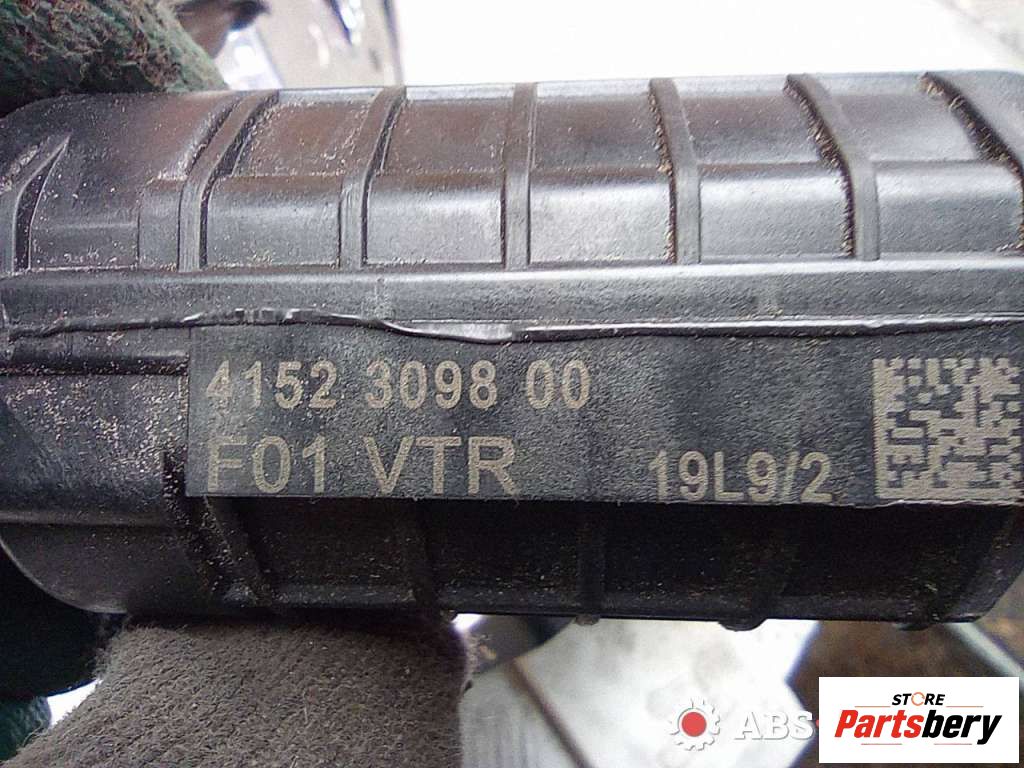 4152 3098 00
F01 VTR
19L9/2
ABS
STORE
Partsbery